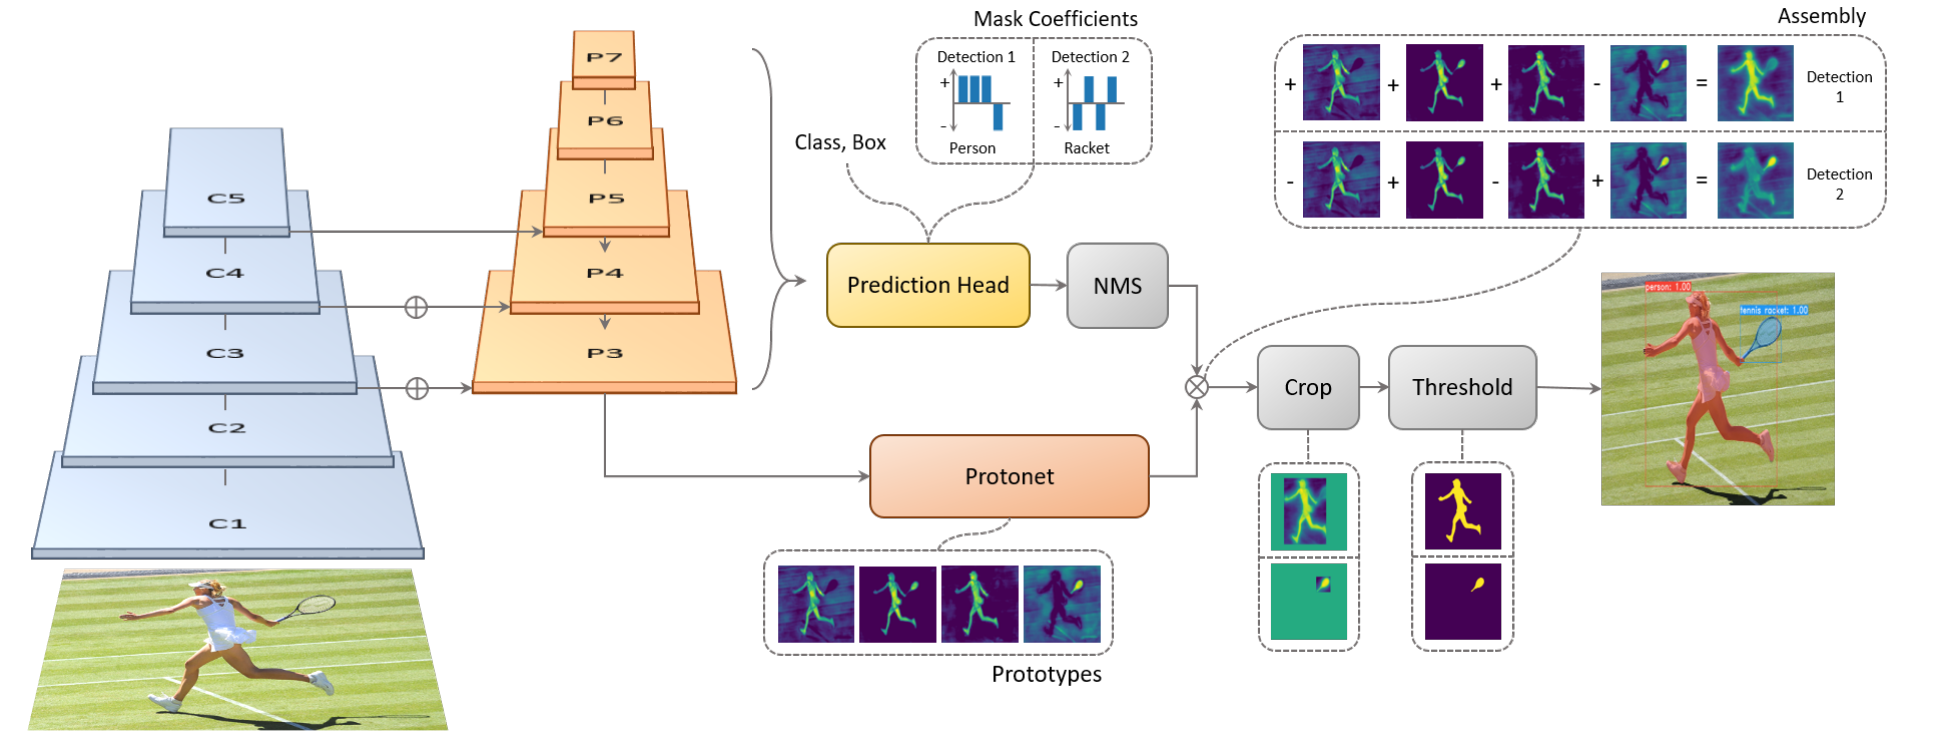 Mask Coefficients
Detection 1
Detection 2
+
-
+
-
Person
Racket
Class, Box
Assembly
+ + + - = Detection 1
- + - + = Detection 2
P7
P6
P5
P4
P3
C5
C4
C3
C2
C1
Prediction Head
NMS
Crop
Threshold
Protonet
Prototypes
person: 1.00
tennis racket: 1.00